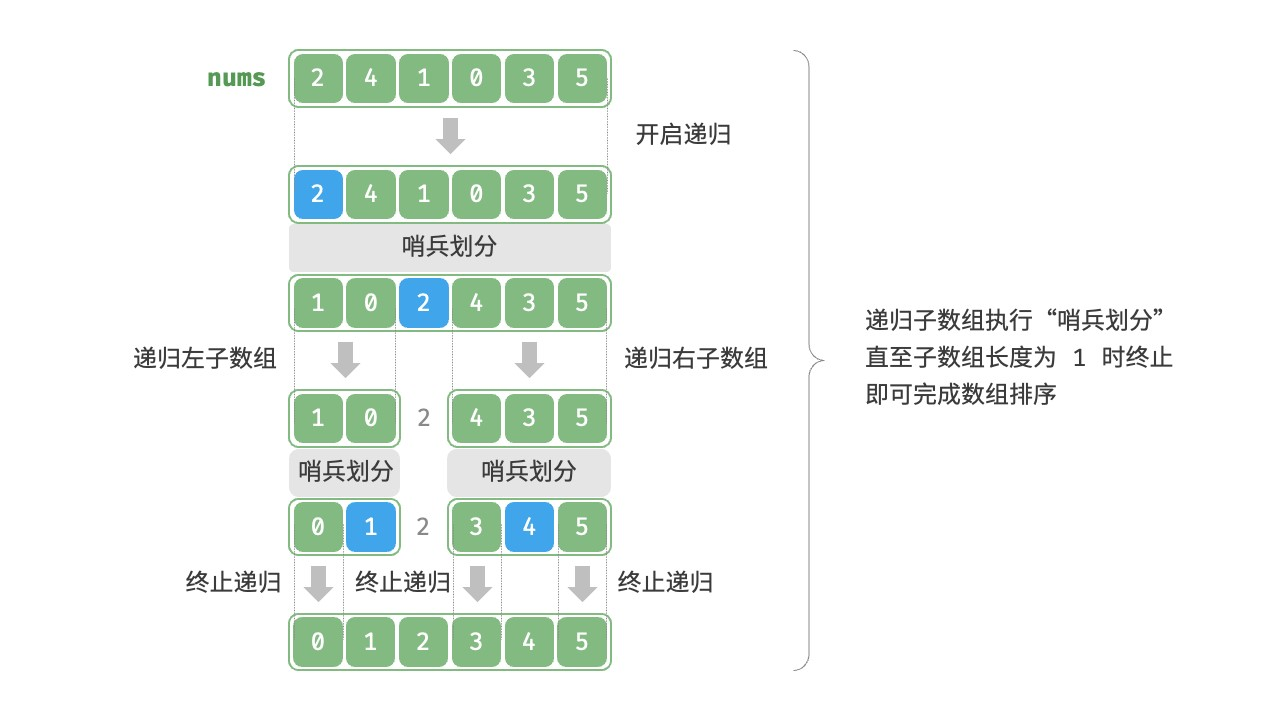 nums 2 4 1 0 3 5
开启递归
2 4 1 0 3 5
哨兵划分
1 0 2 4 3 5
递归左子数组 递归右子数组
1 0 2 4 3 5
哨兵划分 哨兵划分
0 1 2 3 4 5
终止递归 终止递归 终止递归
0 1 2 3 4 5
递归子数组执行“哨兵划分”
直至子数组长度为 1 时终止
即可完成数组排序